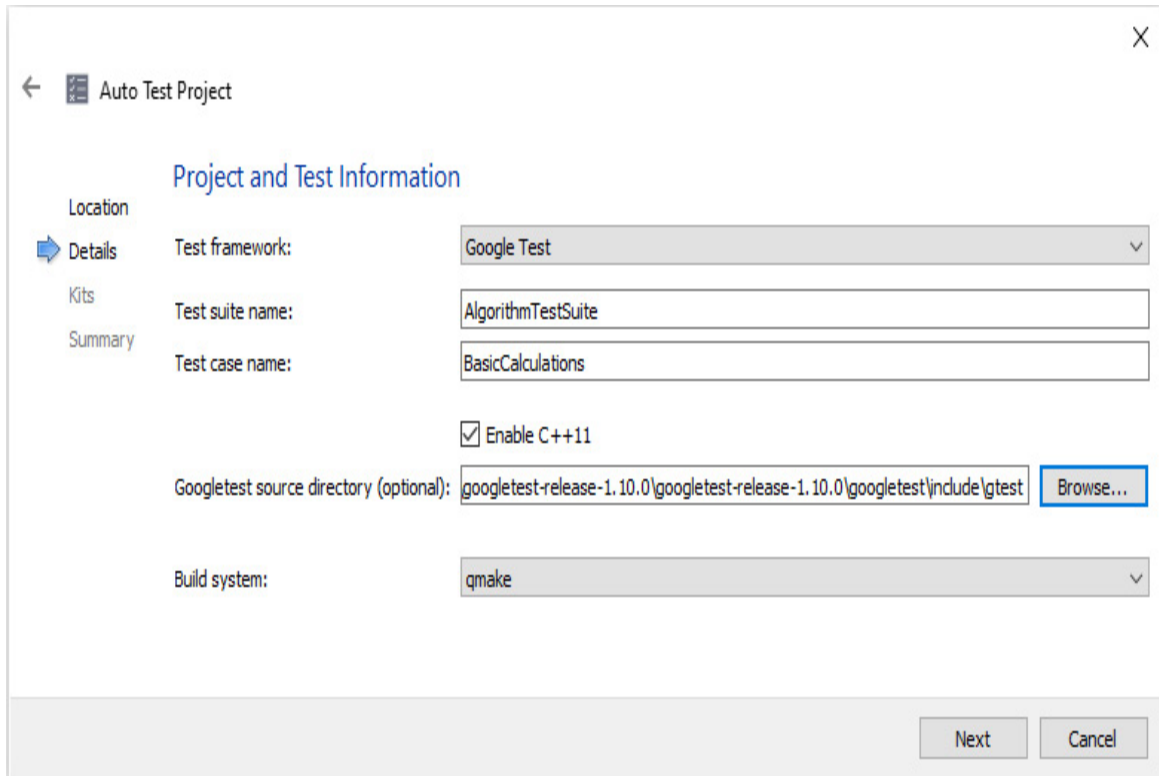 Auto Test Project
Project and Test Information
Location
Details
Kits
Summary
Test framework:
Google Test
Test suite name:
AlgorithmTestSuite
Test case name:
BasicCalculations
Enable C++11
Googletest source directory (optional):
googletest-release-1.10.0\googletest-release-1.10.0\googletest\include\gtest
Browse...
Build system:
qmake
Next
Cancel